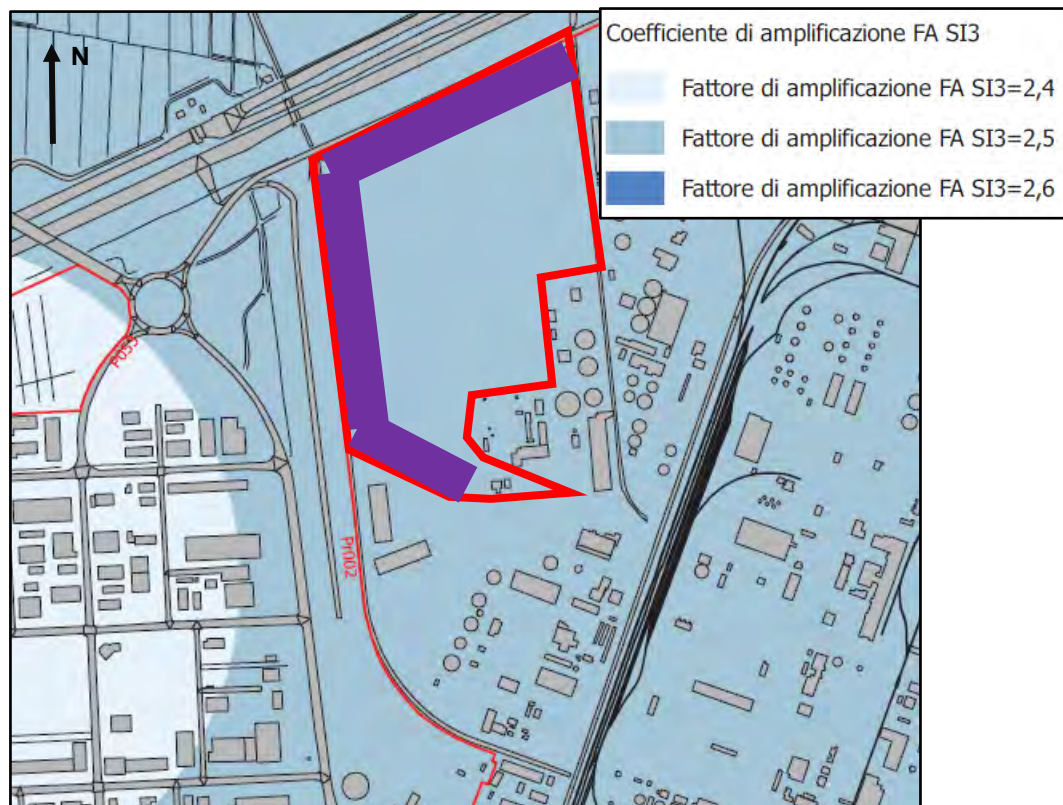 N
Coefficiente di amplificazione FA SI3
Fattore di amplificazione FA SI3=2,4
Fattore di amplificazione FA SI3=2,5
Fattore di amplificazione FA SI3=2,6
P055
Pr002